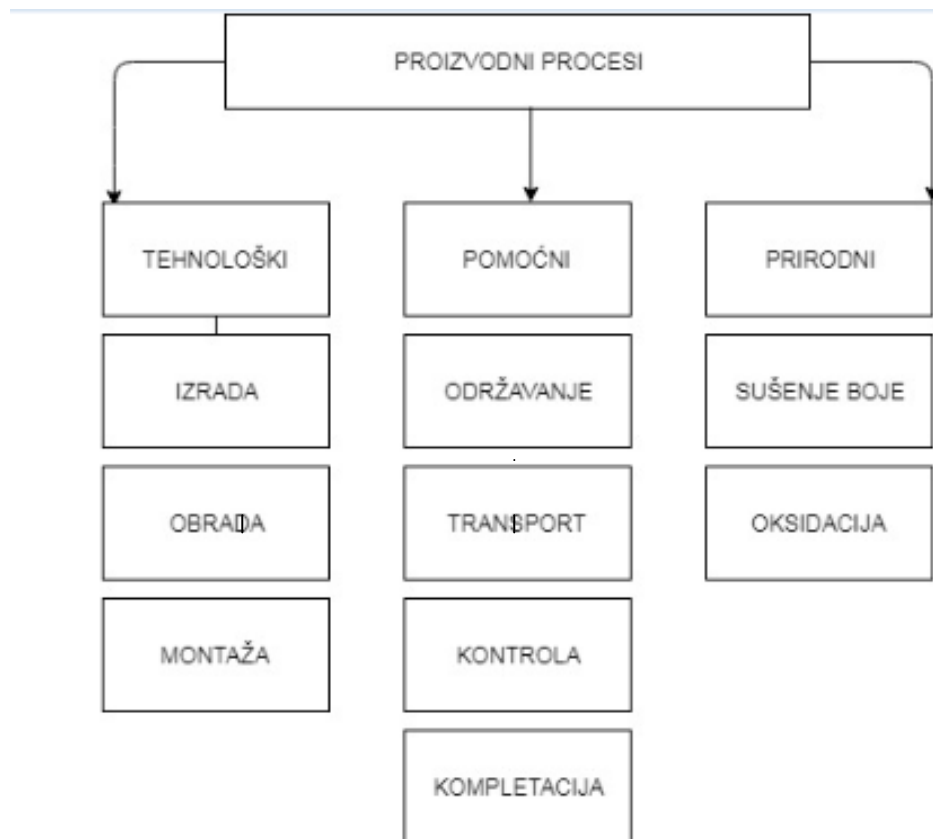 PROIZVODNI PROCESI
TEHNOLOŠKI
IZRADA
OBRADA
MONTAŽA
POMOĆNI
ODRŽAVANJE
TRANSPORT
KONTROLA
KOMPLETACIJA
PRIRODNI
SUŠENJE BOJE
OKSIDACIJA